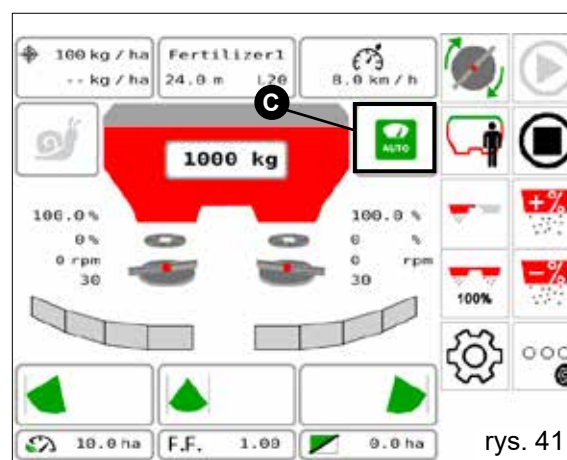 100 kg / ha
-- kg / ha
Fertilizer1
24.0 m L20
8.0 km / h
C
AUTO
1000 kg
100.0 % 100.0 %
0 % 0 %
0 rpm 0 rpm
30 30
+%
-%
100%
10.0 ha
F.F. 1.00
0.0 ha
rys. 41